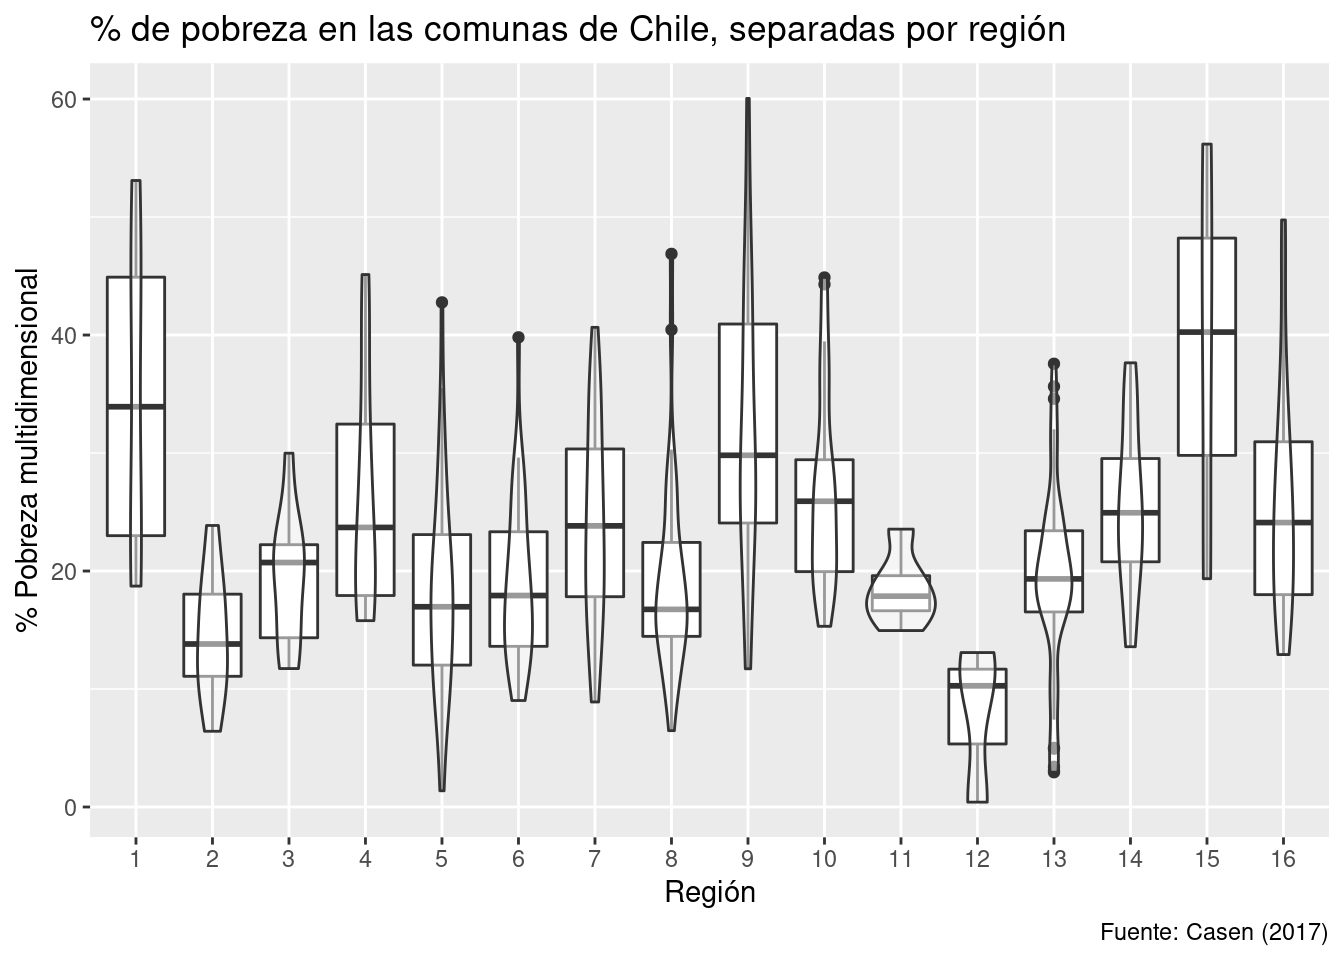 % de pobreza en las comunas de Chile, separadas por región
% Pobreza multidimensional
60
40
20
0
1 2 3 4 5 6 7 8 9 10 11 12 13 14 15 16
Región
Fuente: Casen (2017)